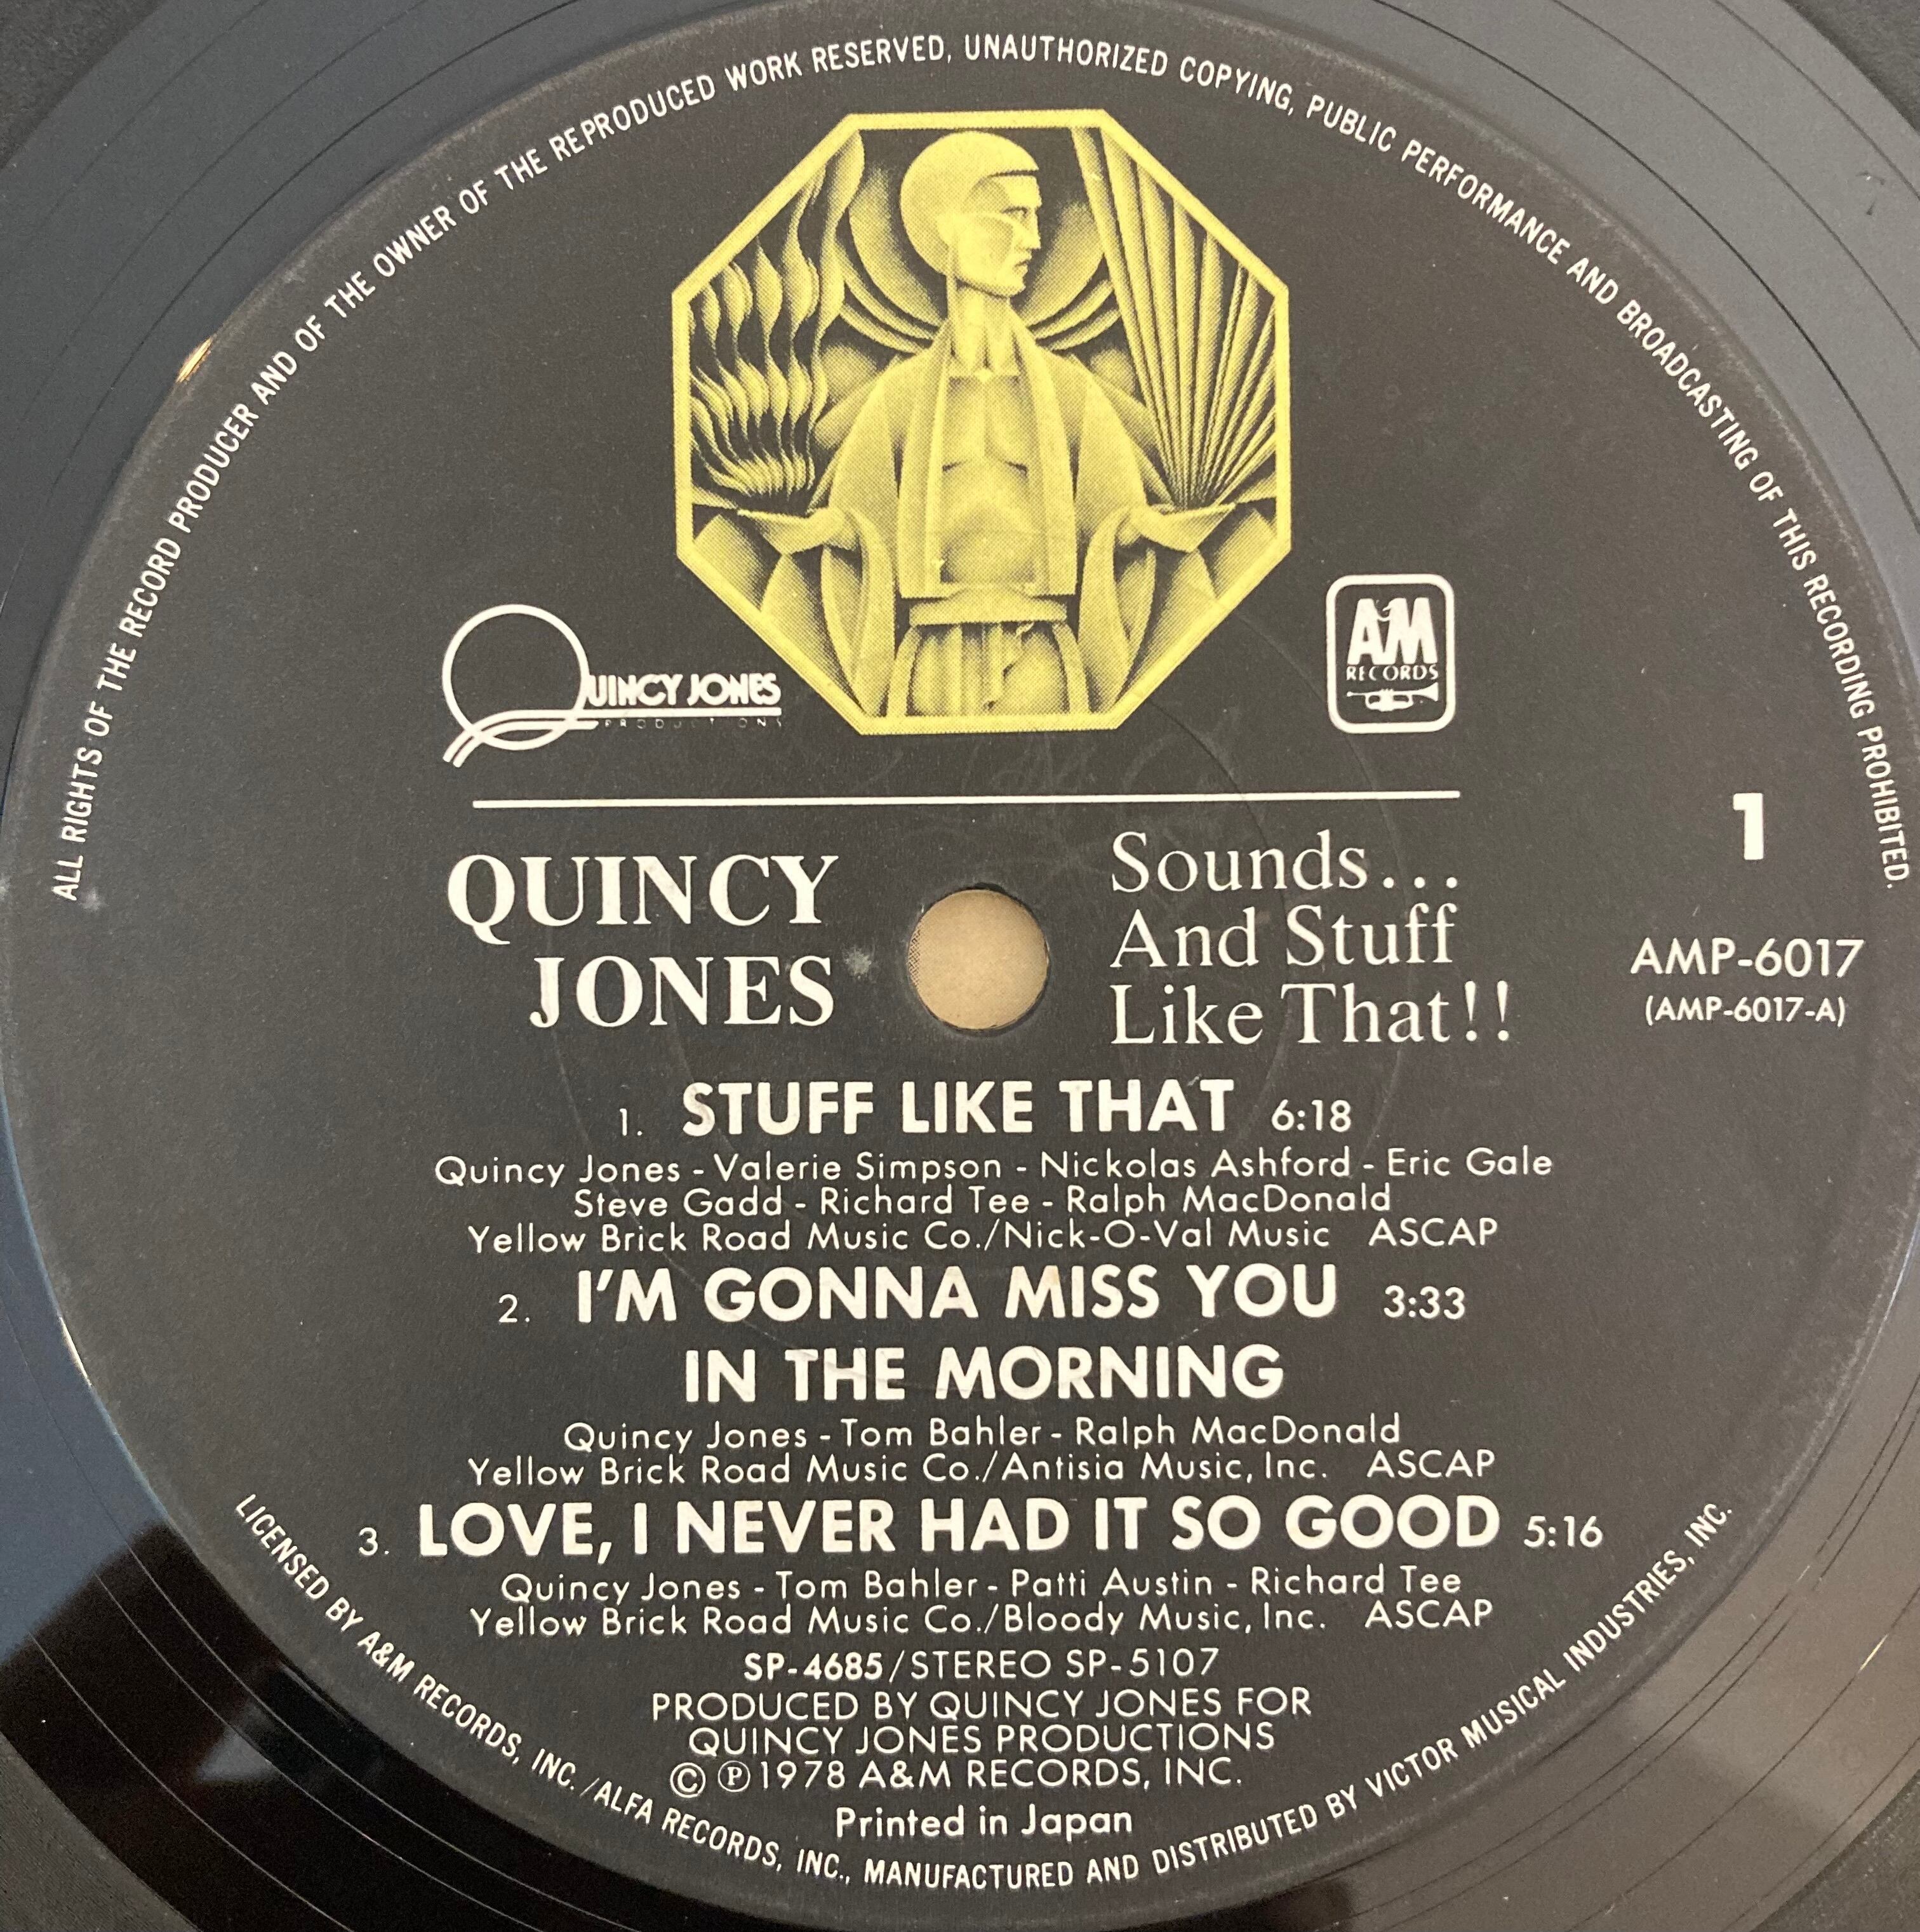 ALL RIGHTS OF THE RECORD PRODUCER AND OF THE OWNER OF THE REPRODUCED WORK RESERVED, UNAUTHORIZED COPYING, PUBLIC PERFORMANCE AND BROADCASTING OF THIS RECORDING PROHIBITED.
QUINCY JONES
PRODUCTIONS
A&M
RECORDS
1
QUINCY
JONES
Sounds...
And Stuff
Like That!!
AMP-6017
(AMP-6017-A)
1. STUFF LIKE THAT 6:18
Quincy Jones - Valerie Simpson - Nickolas Ashford - Eric Gale
Steve Gadd - Richard Tee - Ralph MacDonald
Yellow Brick Road Music Co./Nick-O-Val Music ASCAP
2. I'M GONNA MISS YOU 3:33
IN THE MORNING
Quincy Jones - Tom Bahler - Ralph MacDonald
Yellow Brick Road Music Co./Antisia Music, Inc. ASCAP
3. LOVE, I NEVER HAD IT SO GOOD 5:16
Quincy Jones - Tom Bahler - Patti Austin - Richard Tee
Yellow Brick Road Music Co./Bloody Music, Inc. ASCAP
SP-4685/STEREO SP-5107
PRODUCED BY QUINCY JONES FOR
QUINCY JONES PRODUCTIONS
© ℗ 1978 A&M RECORDS, INC.
Printed in Japan
LICENSED BY A&M RECORDS, INC./ALFA RECORDS, INC., MANUFACTURED AND DISTRIBUTED BY VICTOR MUSICAL INDUSTRIES, INC.